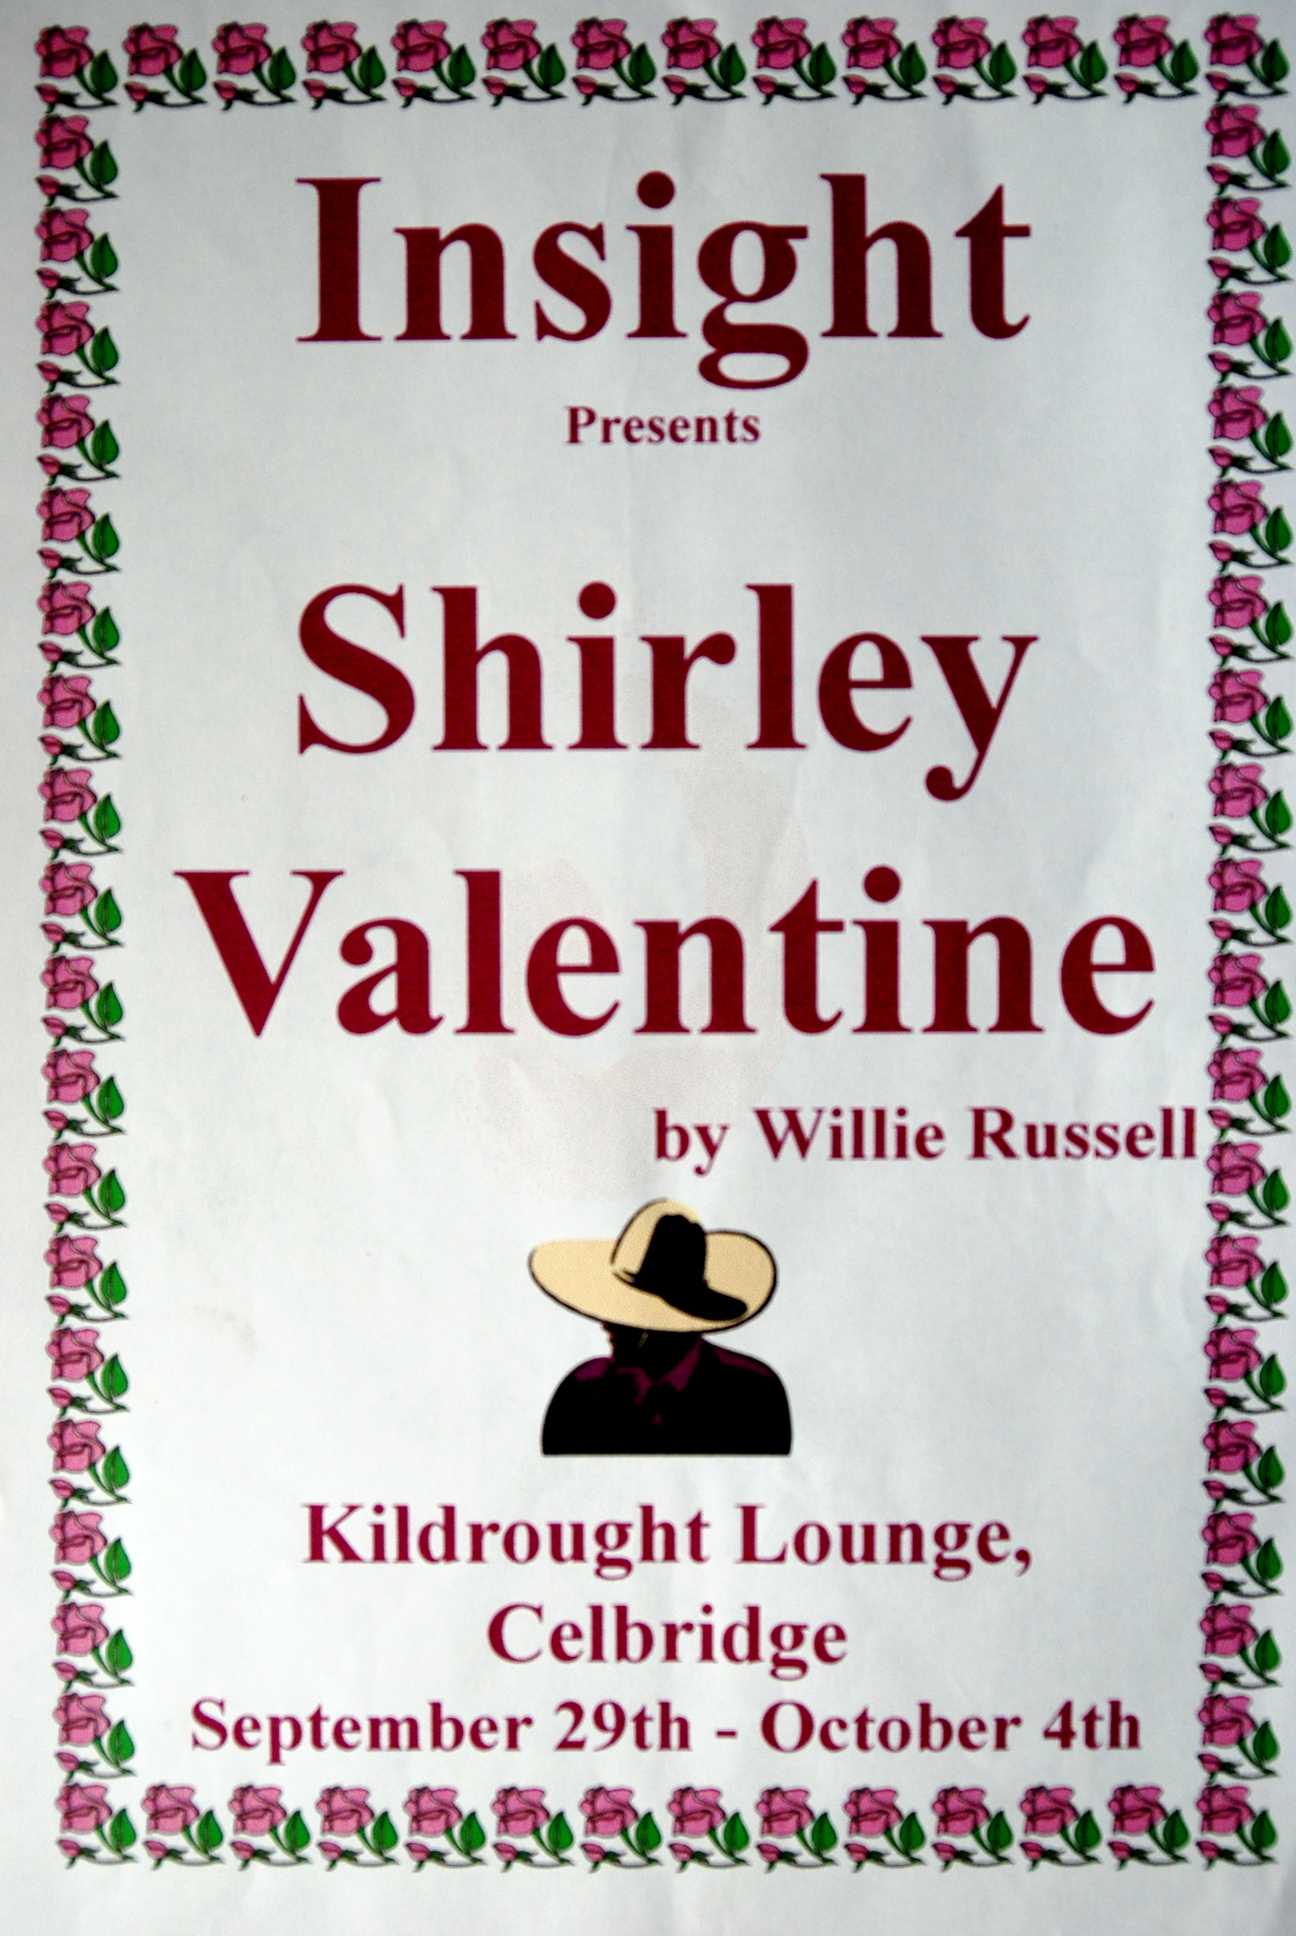 Insight
Presents
Shirley
Valentine
by Willie Russell
Kildrought Lounge,
Celbridge
September 29th - October 4th